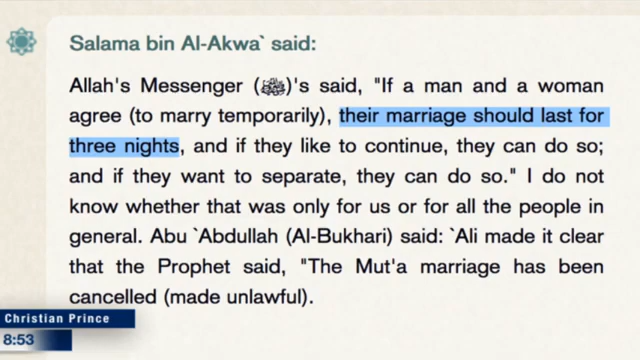 Salama bin Al-Akwa` said:
Allah's Messenger (ﷺ)'s said, "If a man and a woman
agree (to marry temporarily), their marriage should last for
three nights, and if they like to continue, they can do so;
and if they want to separate, they can do so." I do not
know whether that was only for us or for all the people in
general. Abu `Abdullah (Al-Bukhari) said: `Ali made it clear
that the Prophet said, "The Mut'a marriage has been
cancelled (made unlawful).
Christian Prince
8:53